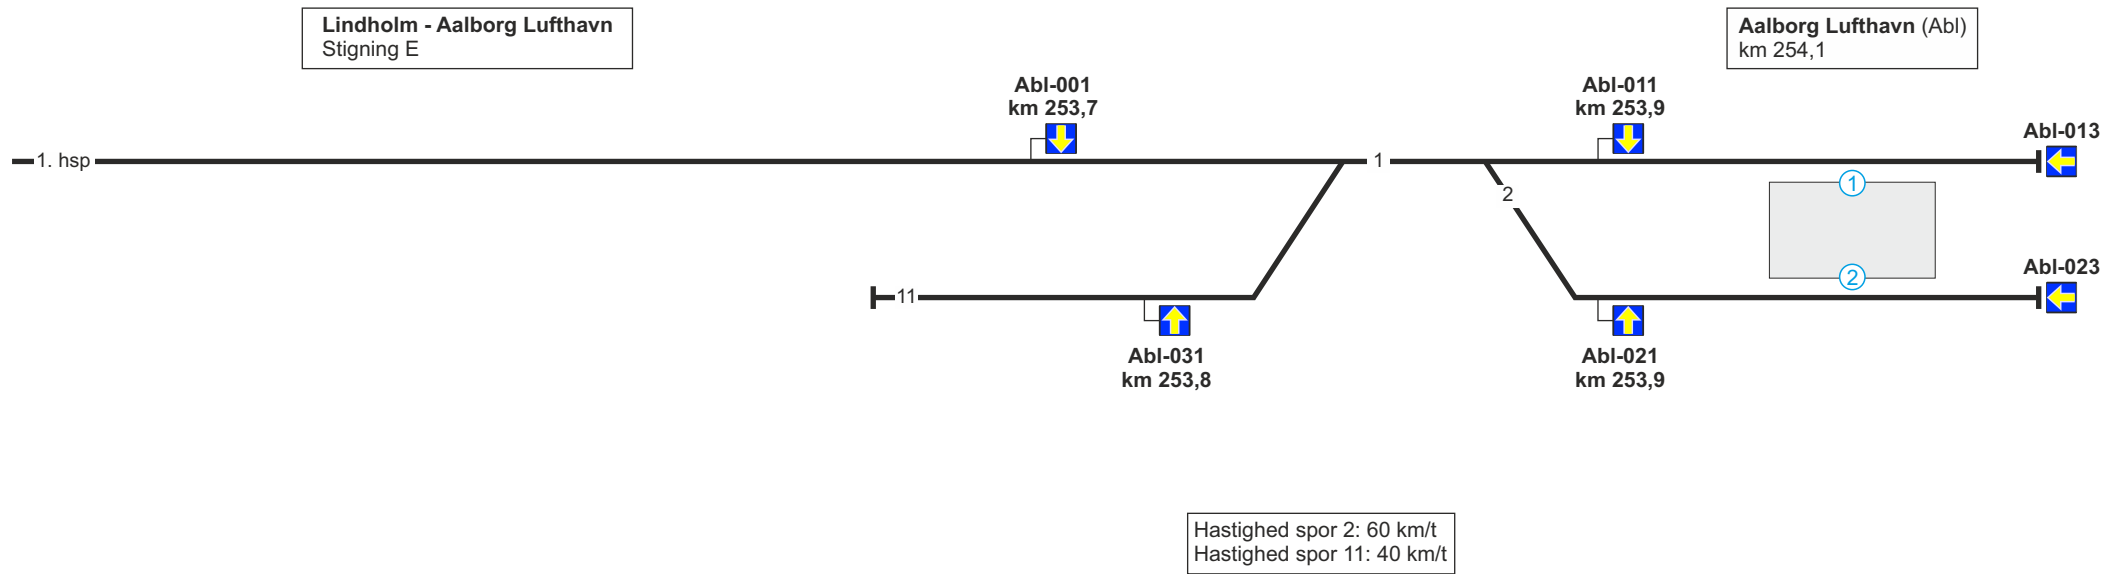 Lindholm - Aalborg Lufthavn
Stigning E
Aalborg Lufthavn (Abl)
km 254,1
Abl-001
km 253,7
Abl-011
km 253,9
Abl-013
1. hsp
1
1
2
2
Abl-023
11
Abl-031
km 253,8
Abl-021
km 253,9
Hastighed spor 2: 60 km/t
Hastighed spor 11: 40 km/t